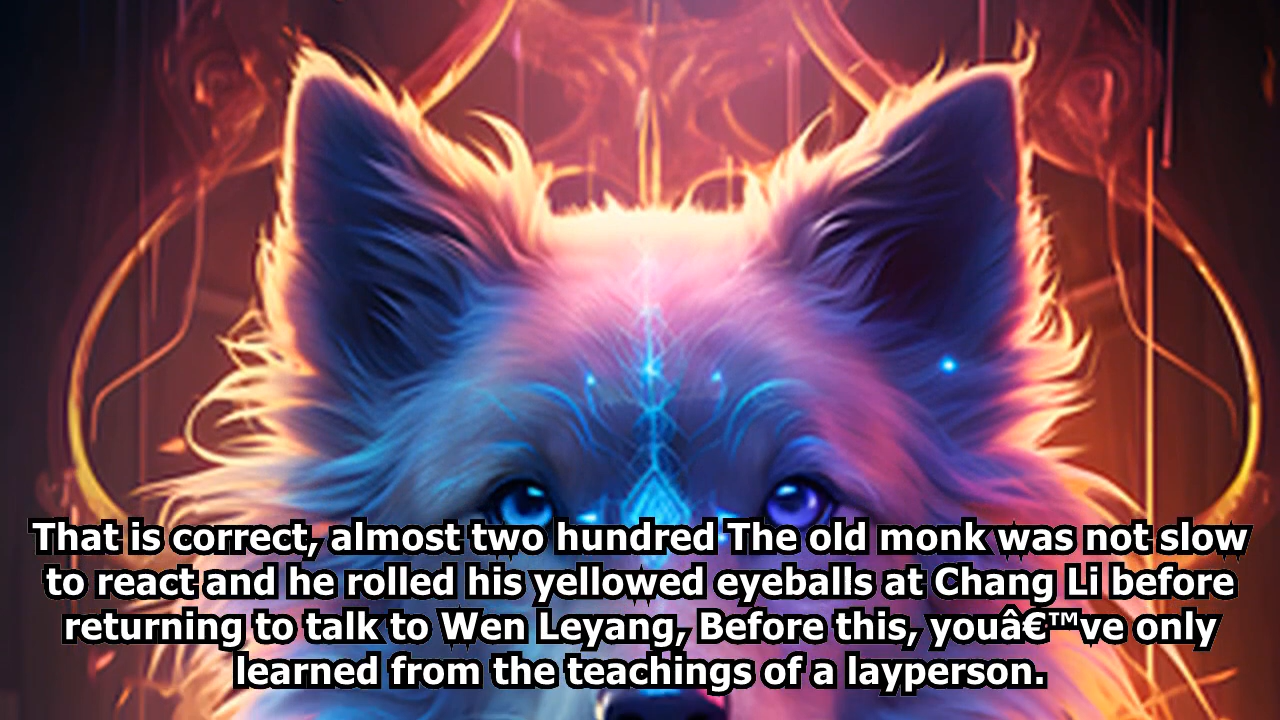 That is correct, almost two hundred The old monk was not slow
to react and he rolled his yellowed eyeballs at Chang Li before
returning to talk to Wen Leyang, Before this, youâ€™ve only
learned from the teachings of a layperson.